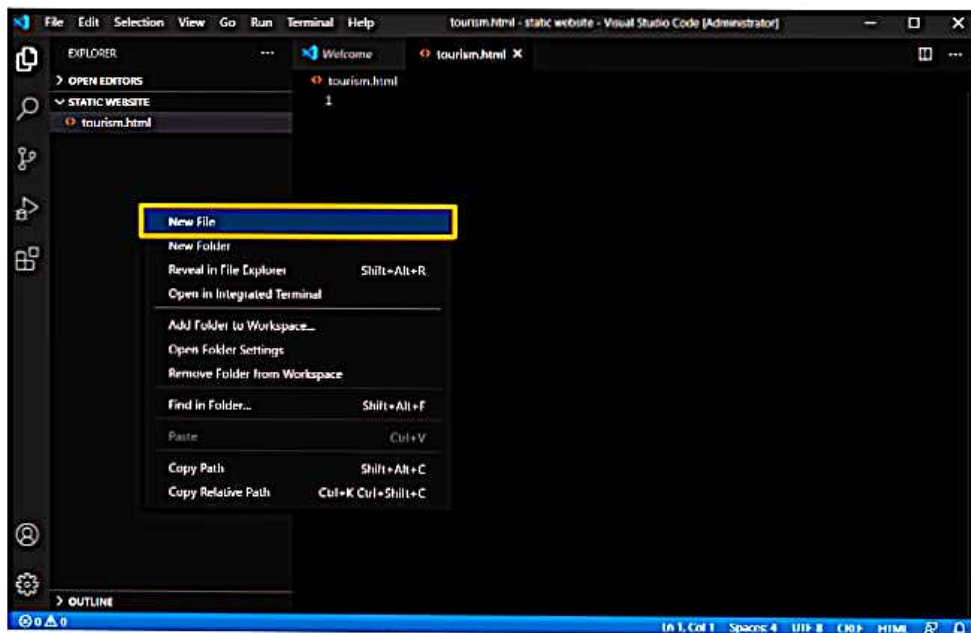 File Edit Selection View Go Run Terminal Help tourism.html - static website - Visual Studio Code [Administrator]
EXPLORER ...
Welcome
tourism.html
OPEN EDITORS
tourism.html
STATIC WEBSITE
1
tourism.html
New File
New Folder
Reveal in File Explorer Shift+Alt+R
Open in Integrated Terminal
Add Folder to Workspace...
Open Folder Settings
Remove Folder from Workspace
Find in Folder... Shift+Alt+F
Paste Ctrl+V
Copy Path Shift+Alt+C
Copy Relative Path Ctrl+K Ctrl+Shift+C
OUTLINE
0 0 Ln 1, Col 1 Spaces: 4 UTF-8 CRLF HTML